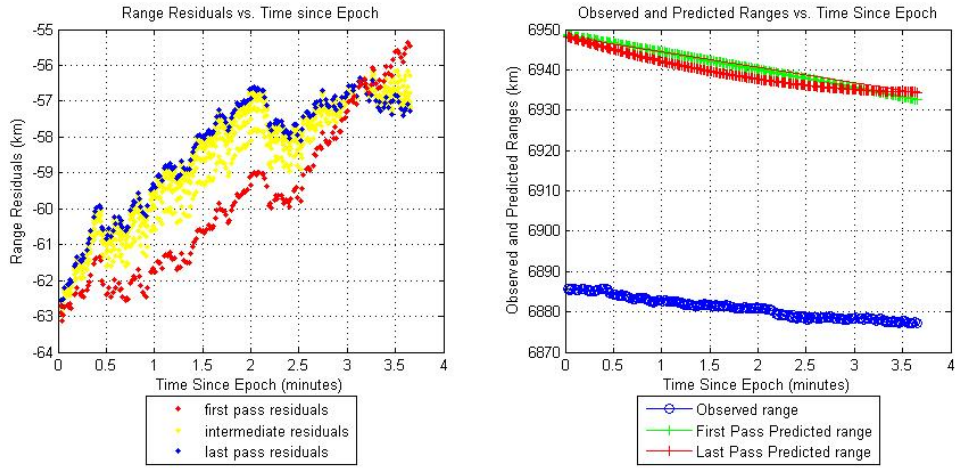 Range Residuals vs. Time since Epoch
Range Residuals (km)
-55
-56
-57
-58
-59
-60
-61
-62
-63
-64
0 0.5 1 1.5 2 2.5 3 3.5 4
Time Since Epoch (minutes)
first pass residuals
intermediate residuals
last pass residuals
Observed and Predicted Ranges vs. Time Since Epoch
Observed and Predicted Ranges (km)
6950
6940
6930
6920
6910
6900
6890
6880
6870
0 0.5 1 1.5 2 2.5 3 3.5 4
Time Since Epoch (minutes)
Observed range
First Pass Predicted range
Last Pass Predicted range